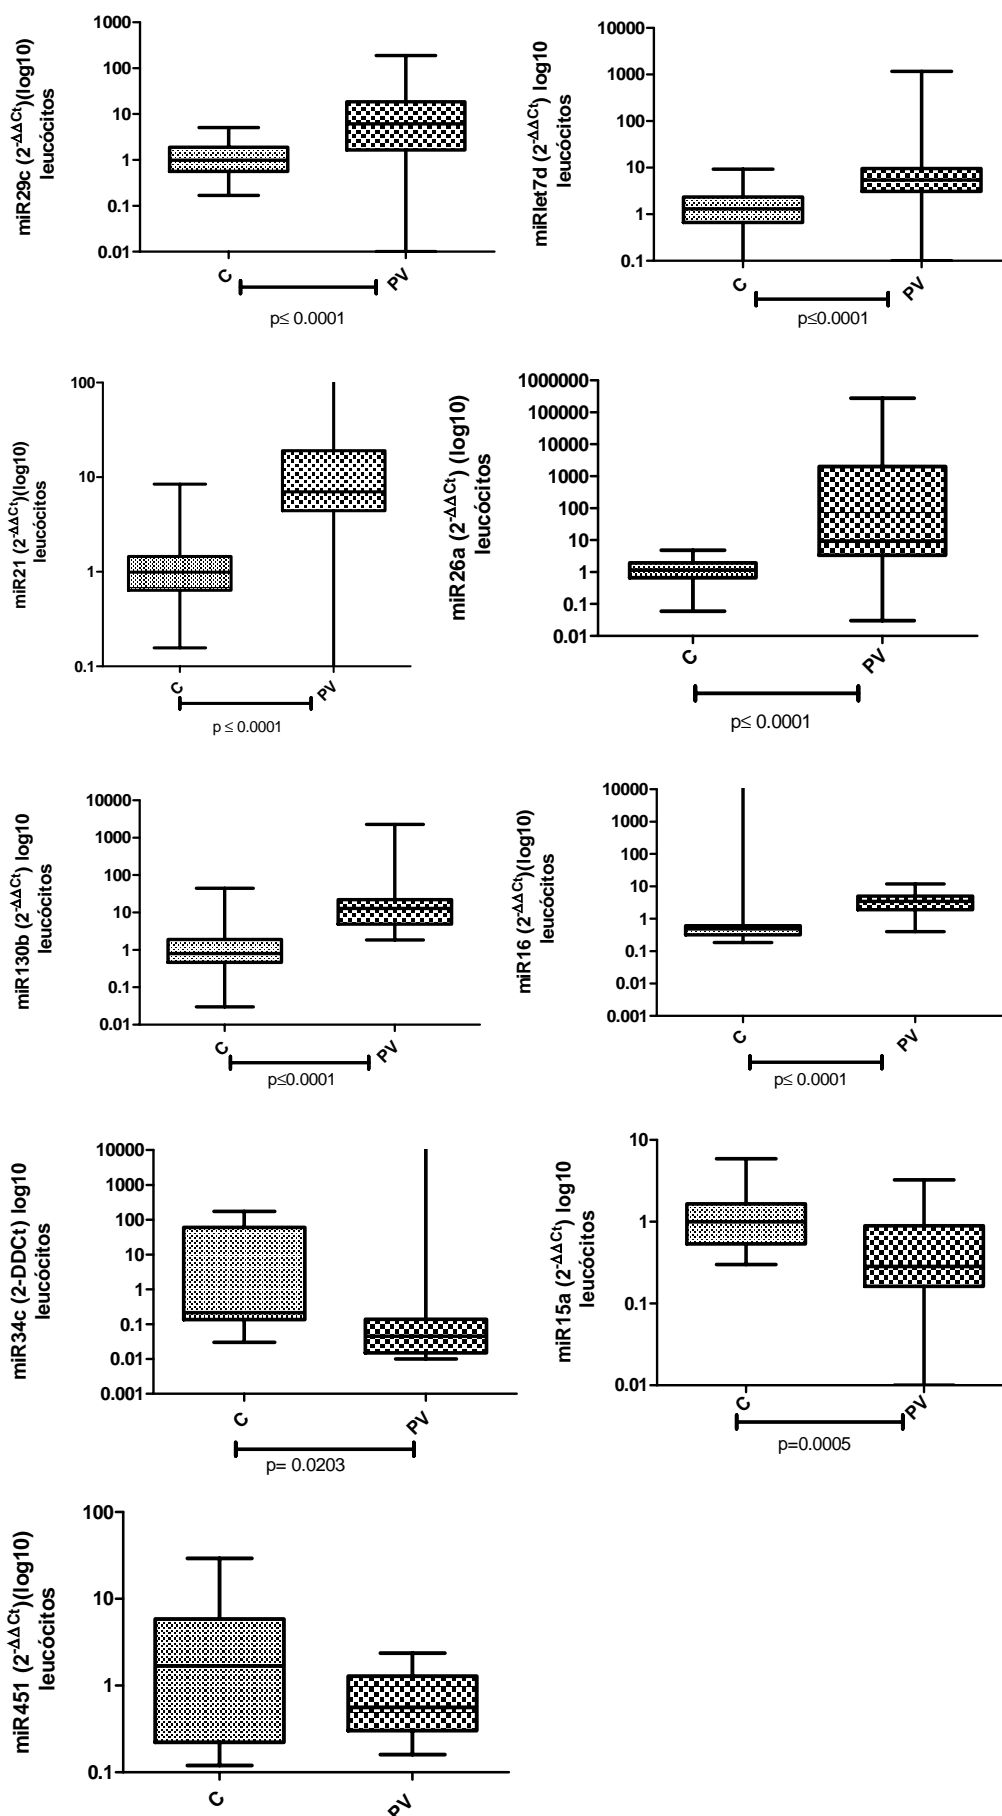 miR29c (2-ΔΔCt)(log10)
leucócitos
1000
100
10
1
0.1
0.01
C
PV
p≤ 0.0001
miRlet7d (2-ΔΔCt) log10
leucócitos
10000
1000
100
10
1
0.1
C
PV
p≤0.0001
miR21 (2-ΔΔCt)(log10)
leucócitos
100
10
1
0.1
C
PV
p ≤ 0.0001
miR26a (2-ΔΔCt) (log10)
leucócitos
1000000
100000
10000
1000
100
10
1
0.1
0.01
C
PV
p≤ 0.0001
miR130b (2-ΔΔCt) log10
leucócitos
10000
1000
100
10
1
0.1
0.01
C
PV
p≤0.0001
miR16 (2-ΔΔCt)(log10)
leucócitos
10000
1000
100
10
1
0.1
0.01
0.001
C
PV
p≤ 0.0001
miR34c (2-DDCt) log10
leucócitos
10000
1000
100
10
1
0.1
0.01
0.001
C
PV
p= 0.0203
miR15a (2-ΔΔCt) log10
leucócitos
10
1
0.1
0.01
C
PV
p=0.0005
miR451 (2-ΔΔCt)(log10)
leucócitos
100
10
1
0.1
C
PV